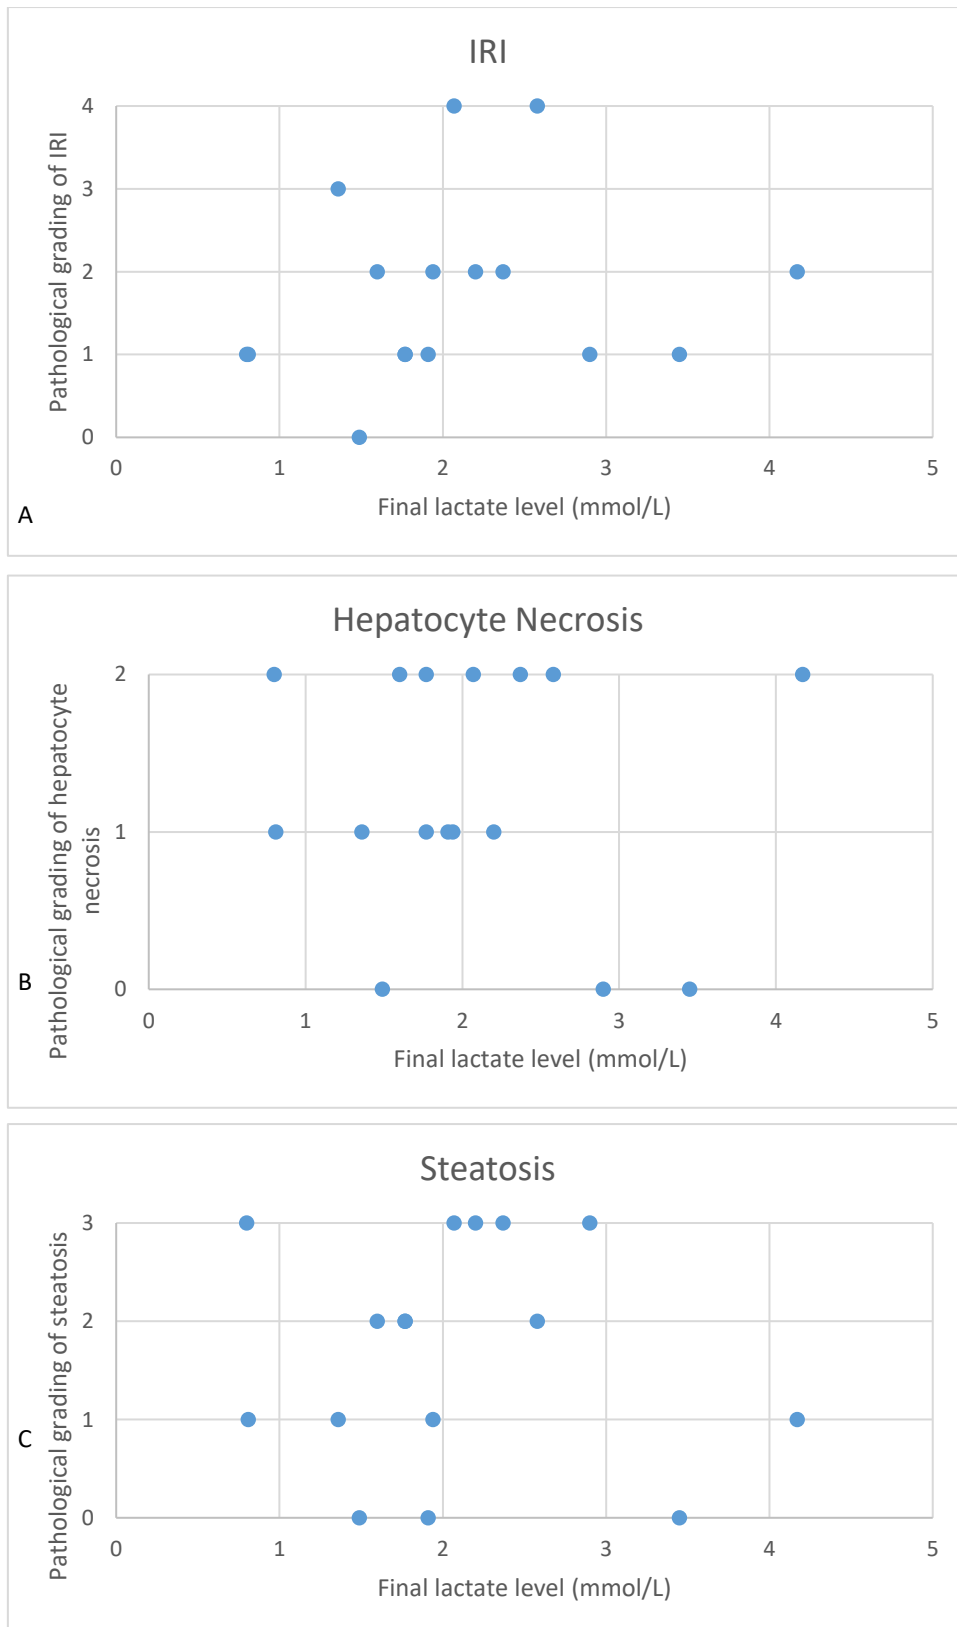 IRI
Pathological grading of IRI
4
3
2
1
0
0 1 2 3 4 5
Final lactate level (mmol/L)
A
Hepatocyte Necrosis
Pathological grading of hepatocyte
necrosis
2
1
0
0 1 2 3 4 5
Final lactate level (mmol/L)
B
Steatosis
Pathological grading of steatosis
3
2
1
0
0 1 2 3 4 5
Final lactate level (mmol/L)
C